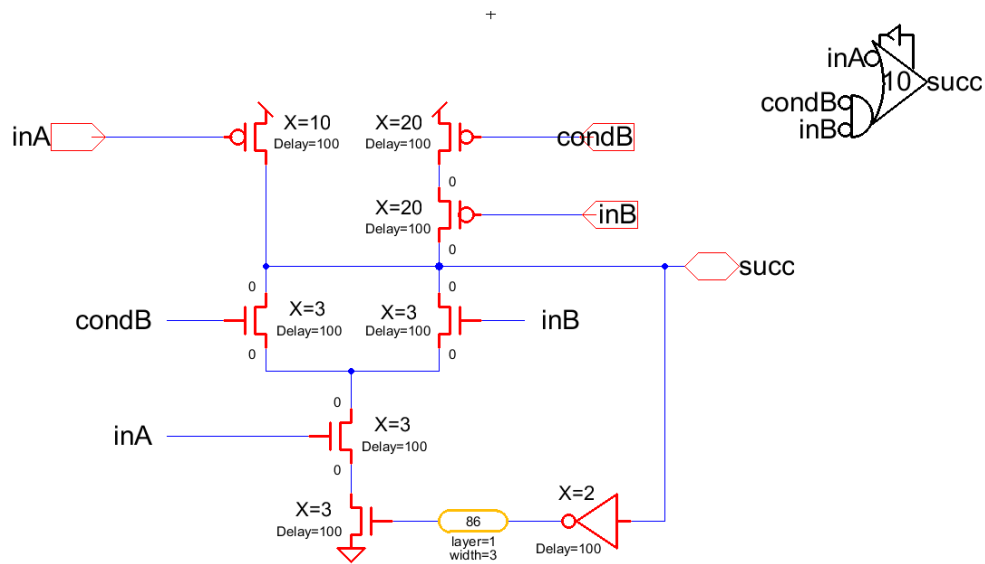 inA
10
succ
condB
inB
inA
X=10
Delay=100
X=20
Delay=100
condB
0
X=20
Delay=100
inB
0
succ
0
0
condB
X=3
Delay=100
X=3
Delay=100
inB
0
0
0
inA
X=3
Delay=100
0
X=3
Delay=100
86
layer=1
width=3
X=2
Delay=100